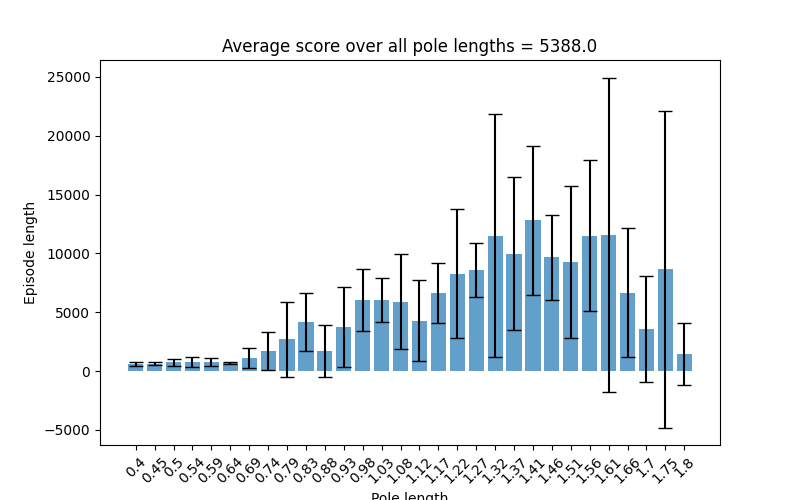 Average score over all pole lengths = 5388.0
Episode length
25000
20000
15000
10000
5000
0
−5000
0.4 0.45 0.5 0.54 0.59 0.64 0.69 0.74 0.79 0.83 0.88 0.93 0.98 1.03 1.08 1.12 1.17 1.22 1.27 1.32 1.37 1.41 1.46 1.51 1.56 1.61 1.66 1.7 1.75 1.8
Pole length